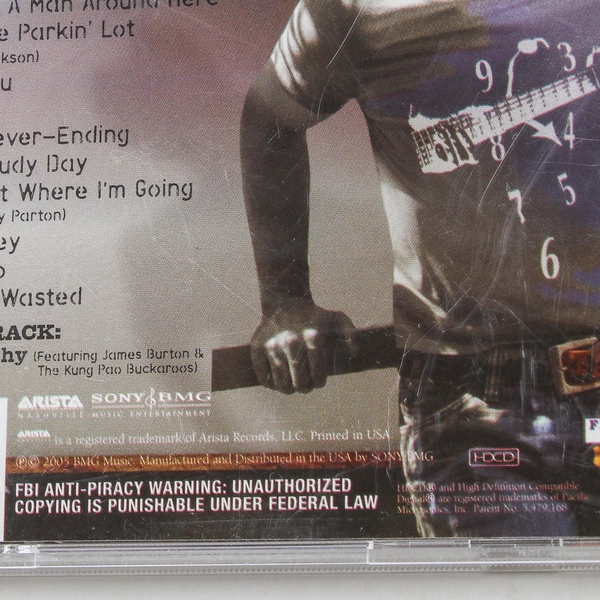 A Man Around Here
e Parkin' Lot
kson)
u
ever-Ending
udy Day
t Where I'm Going
y Parton)
ey
o
Wasted
RACK:
hy (Featuring James Burton &
The Kung Pao Buckaroos)
9 3
8 4
7 5
6
ARISTA SONY BMG
NASHVILLE MUSIC ENTERTAINMENT
ARISTA is a registered trademark of Arista Records, LLC. Printed in USA
℗© 2005 BMG Music. Manufactured and Distributed in the USA by SONY BMG
HDCD
HDCD® and High Definition Compatible
Digital® are registered trademarks of Pacific
Microsonics, Inc. Patent No. 5,479,168
F
FBI ANTI-PIRACY WARNING: UNAUTHORIZED
COPYING IS PUNISHABLE UNDER FEDERAL LAW